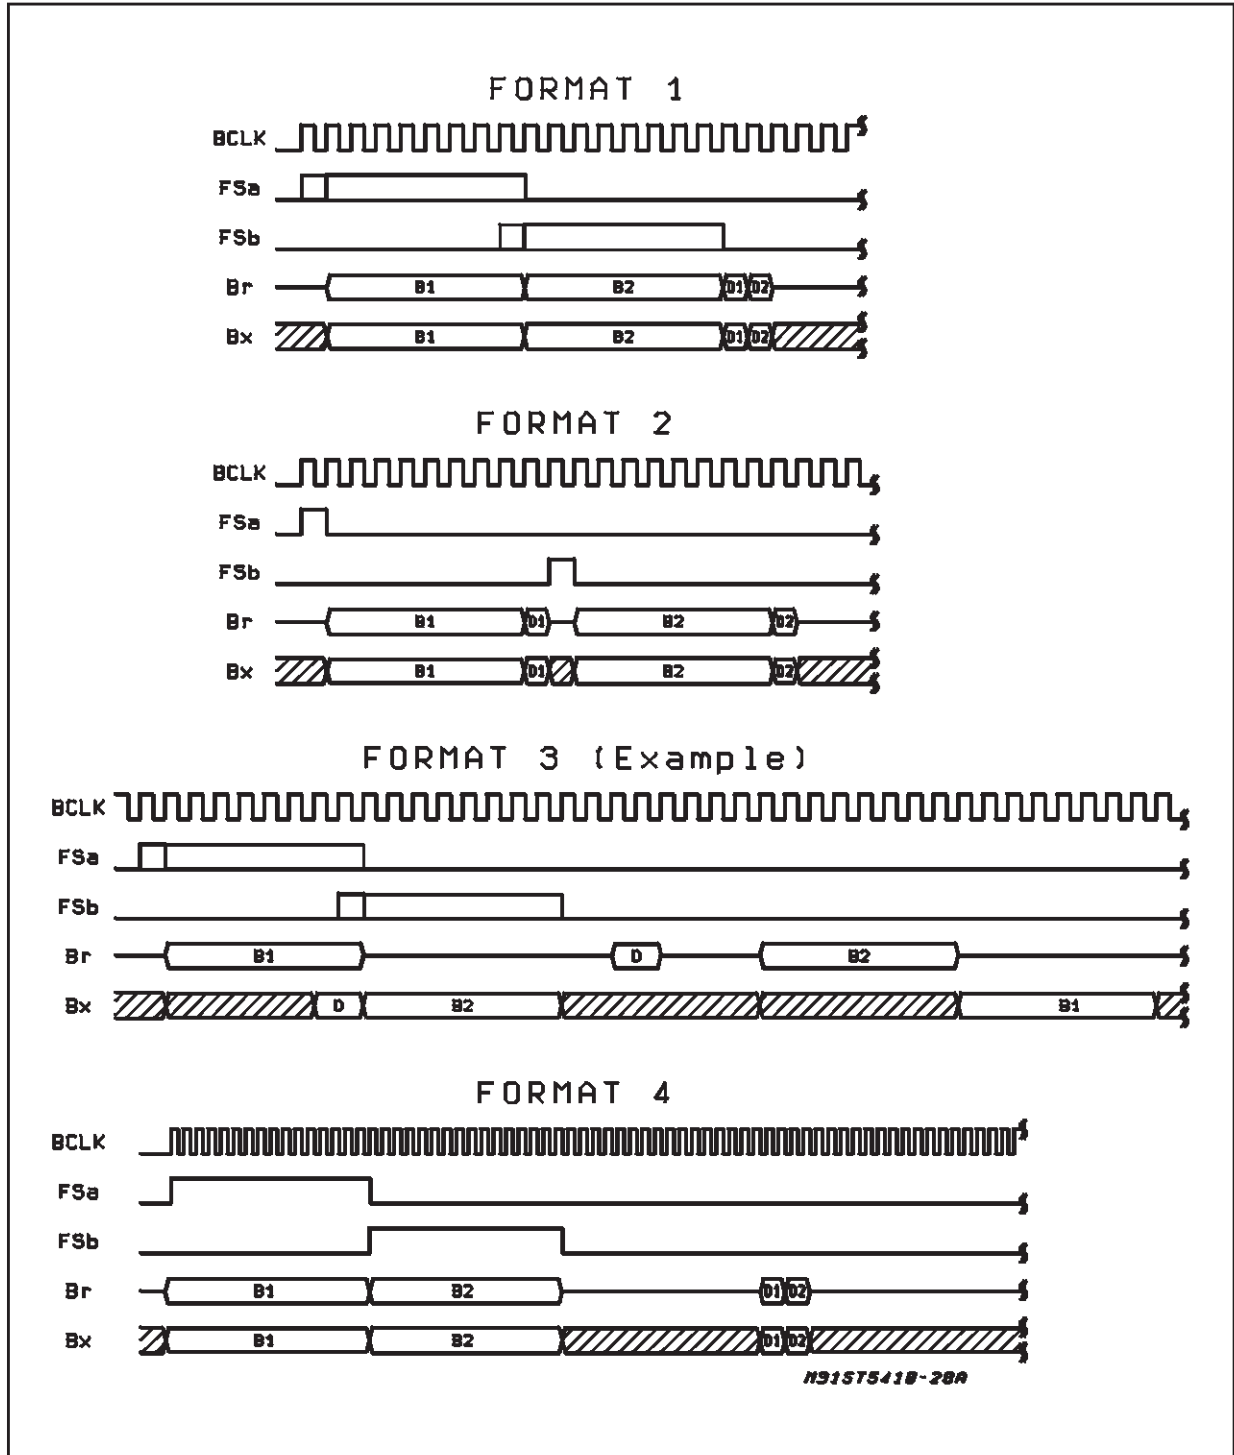 FORMAT 1
BCLK
FSa
FSb
Br B1 B2 D1 D2
Bx B1 B2 D1 D2
FORMAT 2
BCLK
FSa
FSb
Br B1 D1 B2 D2
Bx B1 D1 B2 D2
FORMAT 3 (Example)
BCLK
FSa
FSb
Br B1 D B2
Bx D B2 B1
FORMAT 4
BCLK
FSa
FSb
Br B1 B2 D1 D2
Bx B1 B2 D1 D2
M91ST5410-20A